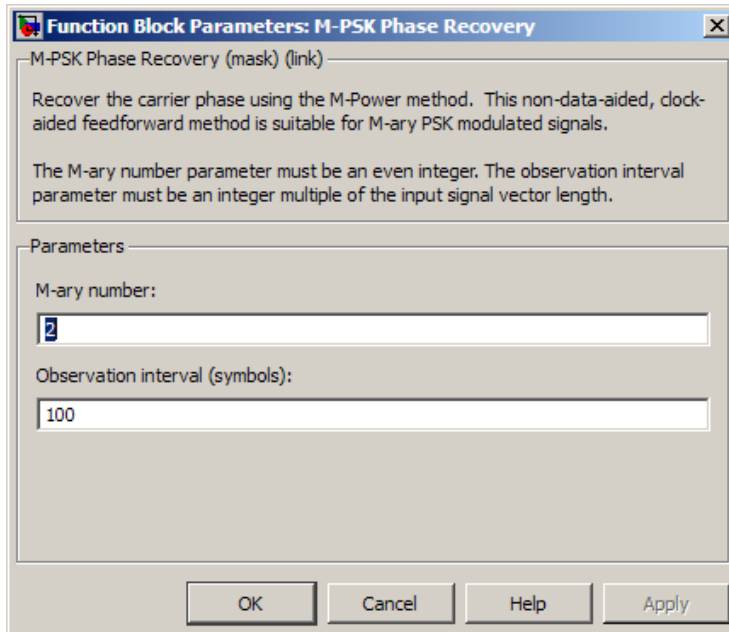 Function Block Parameters: M-PSK Phase Recovery
M-PSK Phase Recovery (mask) (link)
Recover the carrier phase using the M-Power method. This non-data-aided, clock-
aided feedforward method is suitable for M-ary PSK modulated signals.
The M-ary number parameter must be an even integer. The observation interval
parameter must be an integer multiple of the input signal vector length.
Parameters
M-ary number:
2
Observation interval (symbols):
100
OK Cancel Help Apply